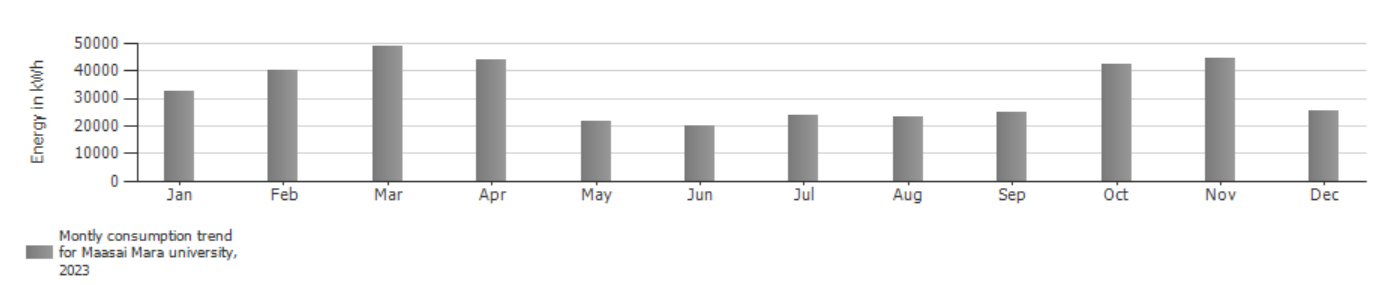 50000
40000
30000
20000
10000
0
Energy in kWh
Jan Feb Mar Apr May Jun Jul Aug Sep Oct Nov Dec
Montly consumption trend
for Maasai Mara university,
2023